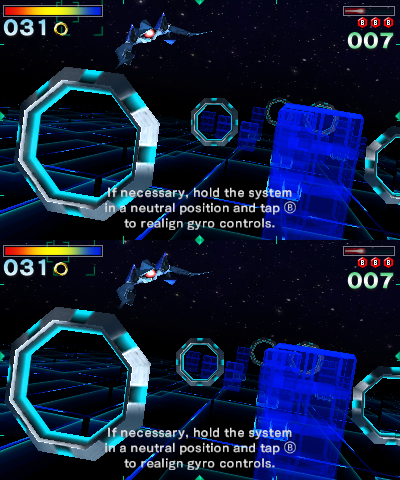 031
B B B
007
If necessary, hold the system
in a neutral position and tap Ⓑ
to realign gyro controls.
031
B B B
007
If necessary, hold the system
in a neutral position and tap Ⓑ
to realign gyro controls.